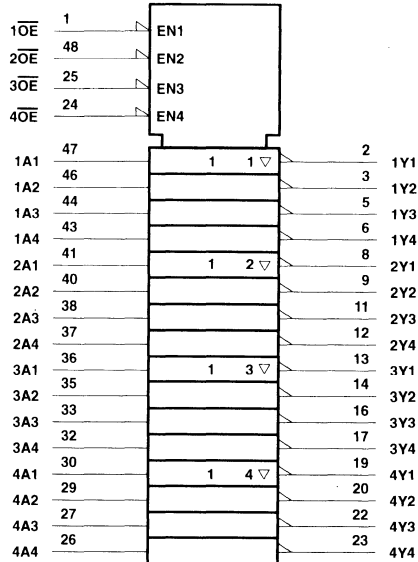 1O̅E̅ 1 EN1
2O̅E̅ 48 EN2
3O̅E̅ 25 EN3
4O̅E̅ 24 EN4
1A1 47 1 1 ▽ 2 1Y1
1A2 46 3 1Y2
1A3 44 5 1Y3
1A4 43 6 1Y4
2A1 41 1 2 ▽ 8 2Y1
2A2 40 9 2Y2
2A3 38 11 2Y3
2A4 37 12 2Y4
3A1 36 1 3 ▽ 13 3Y1
3A2 35 14 3Y2
3A3 33 16 3Y3
3A4 32 17 3Y4
4A1 30 1 4 ▽ 19 4Y1
4A2 29 20 4Y2
4A3 27 22 4Y3
4A4 26 23 4Y4